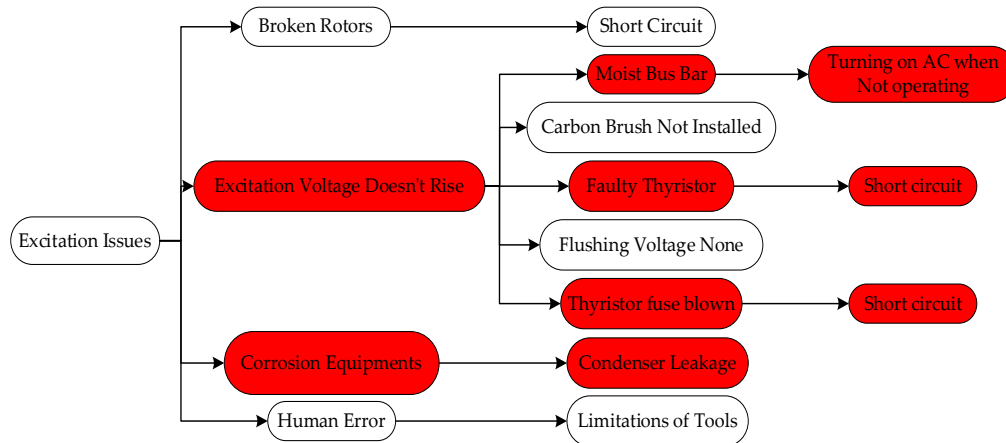 Broken Rotors
Short Circuit
Moist Bus Bar
Turning on AC when
Not operating
Carbon Brush Not Installed
Excitation Voltage Doesn't Rise
Faulty Thyristor
Short circuit
Excitation Issues
Flushing Voltage None
Thyristor fuse blown
Short circuit
Corrosion Equipments
Condenser Leakage
Human Error
Limitations of Tools